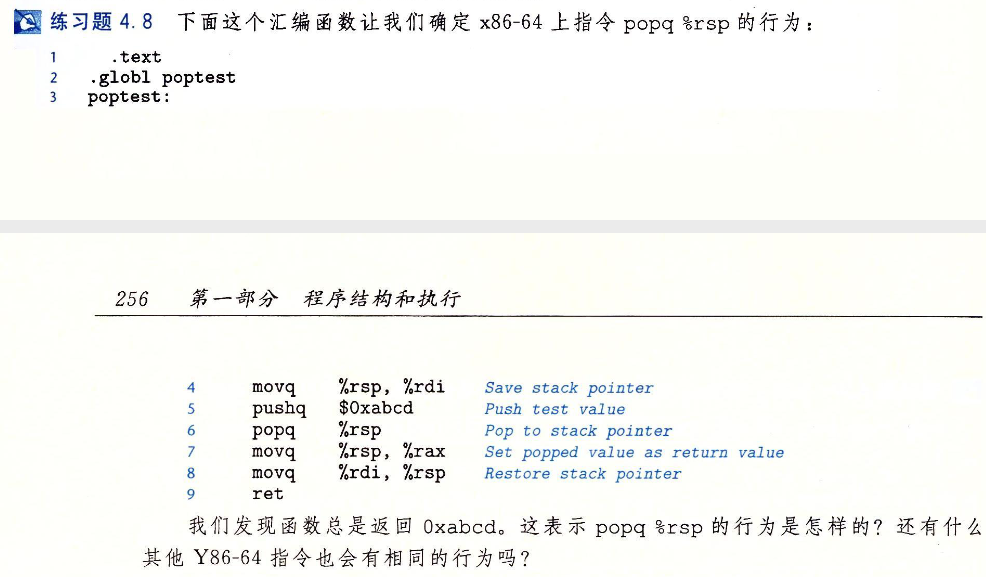 练习题 4.8 下面这个汇编函数让我们确定 x86-64 上指令 popq %rsp 的行为：
1 .text
2 .globl poptest
3 poptest:
256 第一部分 程序结构和执行
4 movq %rsp, %rdi Save stack pointer
5 pushq $0xabcd Push test value
6 popq %rsp Pop to stack pointer
7 movq %rsp, %rax Set popped value as return value
8 movq %rdi, %rsp Restore stack pointer
9 ret
我们发现函数总是返回 0xabcd。这表示 popq %rsp 的行为是怎样的？还有什么
其他 Y86-64 指令也会有相同的行为吗？